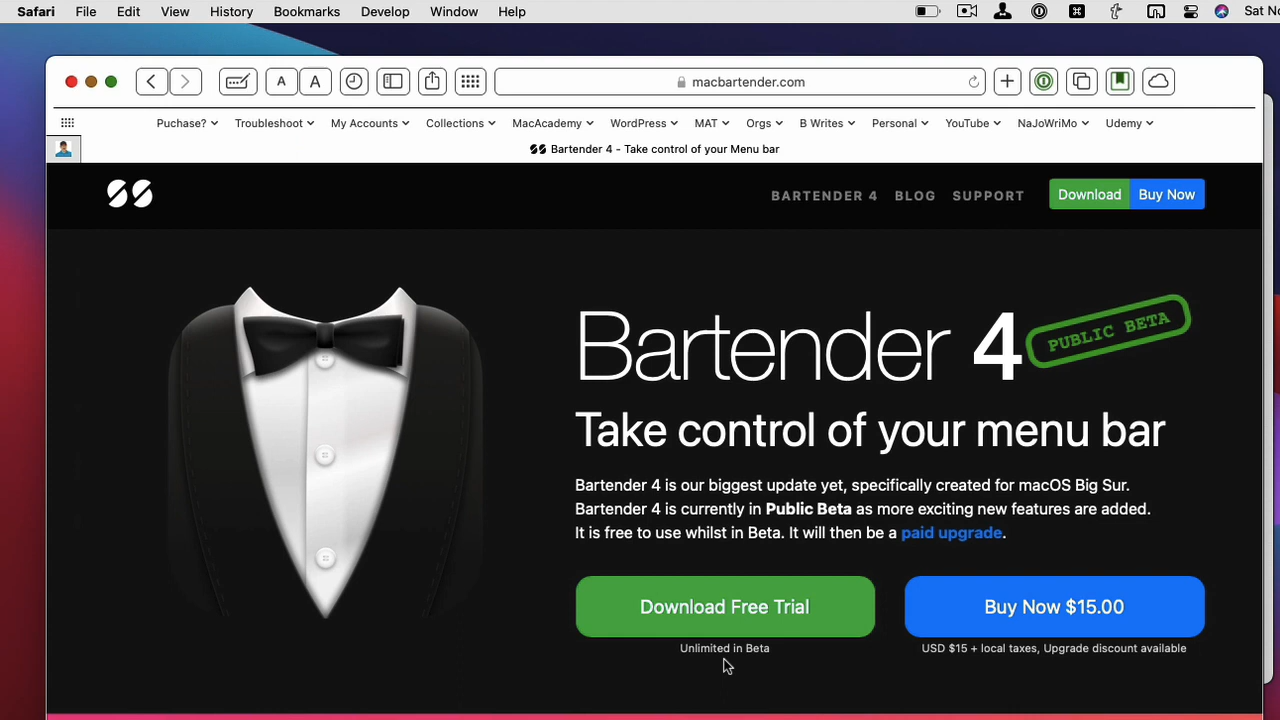 Safari File Edit View History Bookmarks Develop Window Help Sat No
A A macbartender.com
Puchase? Troubleshoot My Accounts Collections MacAcademy WordPress MAT Orgs B Writes Personal YouTube NaJoWriMo Udemy
Bartender 4 - Take control of your Menu bar
BARTENDER 4 BLOG SUPPORT Download Buy Now
Bartender 4 PUBLIC BETA
Take control of your menu bar
Bartender 4 is our biggest update yet, specifically created for macOS Big Sur.
Bartender 4 is currently in Public Beta as more exciting new features are added.
It is free to use whilst in Beta. It will then be a paid upgrade.
Download Free Trial Buy Now $15.00
Unlimited in Beta USD $15 + local taxes, Upgrade discount available